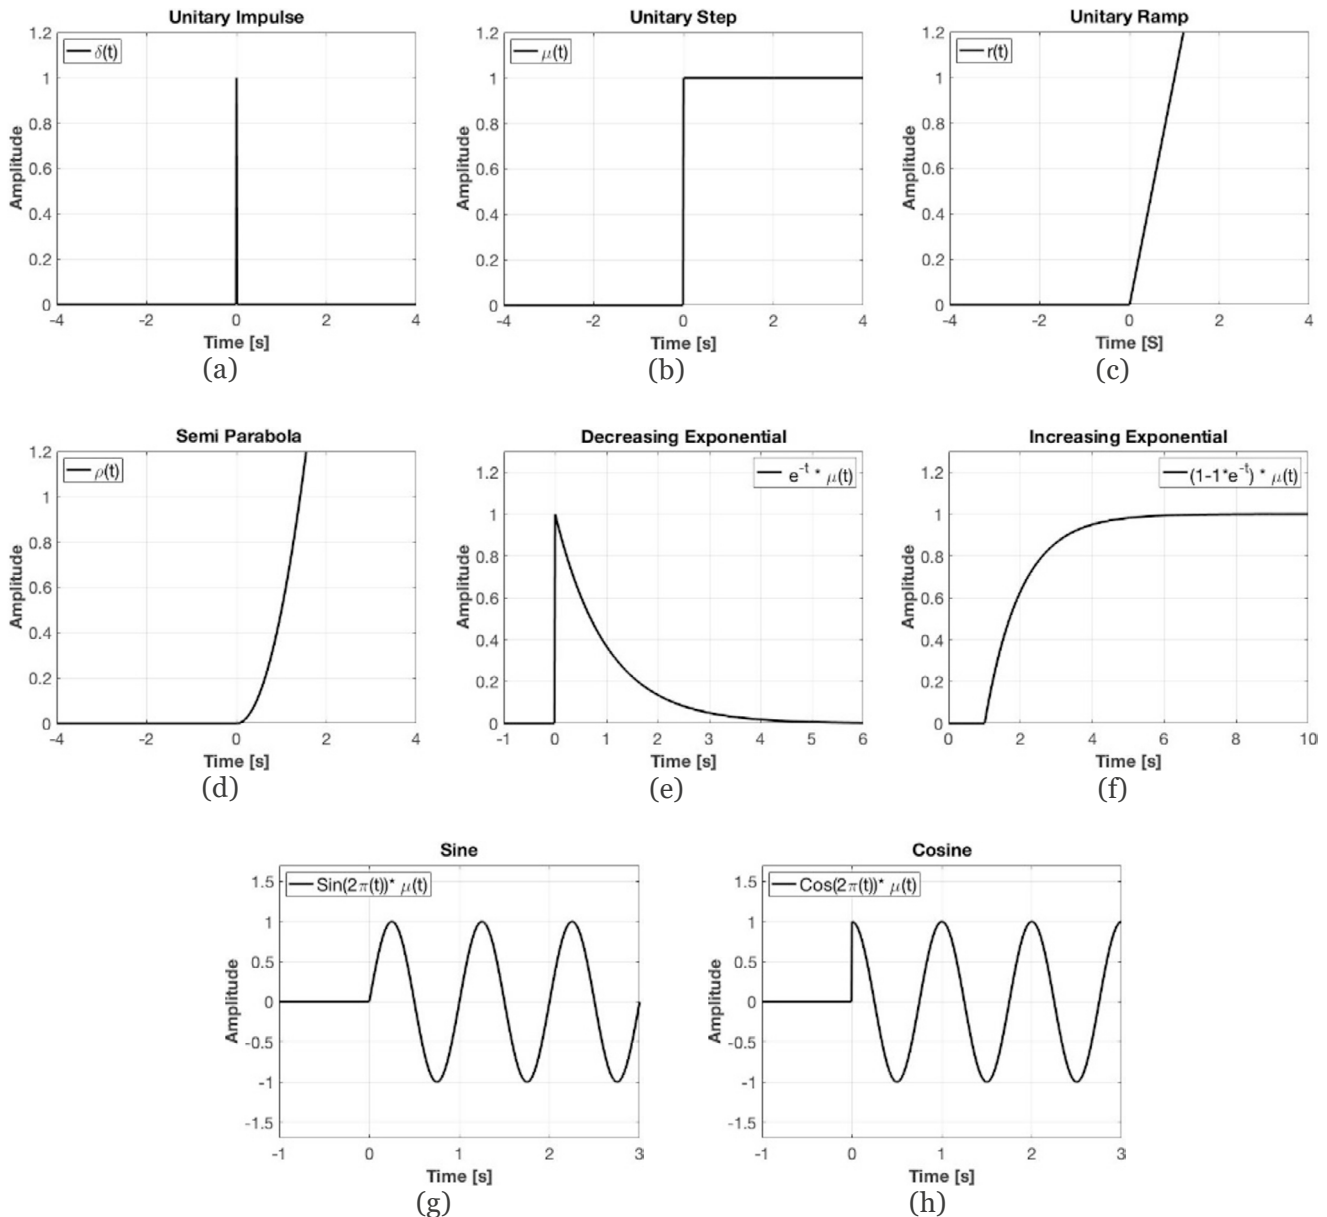 Unitary Impulse
1.2
1
0.8
0.6
0.4
0.2
0
Amplitude
δ(t)
-4 -2 0 2 4
Time [s]
(a)
Unitary Step
1.2
1
0.8
0.6
0.4
0.2
0
Amplitude
μ(t)
-4 -2 0 2 4
Time [s]
(b)
Unitary Ramp
1.2
1
0.8
0.6
0.4
0.2
0
Amplitude
r(t)
-4 -2 0 2 4
Time [S]
(c)
Semi Parabola
1.2
1
0.8
0.6
0.4
0.2
0
Amplitude
ρ(t)
-4 -2 0 2 4
Time [s]
(d)
Decreasing Exponential
1.2
1
0.8
0.6
0.4
0.2
0
Amplitude
e⁻ᵗ * μ(t)
-1 0 1 2 3 4 5 6
Time [s]
(e)
Increasing Exponential
1.2
1
0.8
0.6
0.4
0.2
0
Amplitude
(1-1*e⁻ᵗ) * μ(t)
0 2 4 6 8 10
Time [s]
(f)
Sine
1.5
1
0.5
0
-0.5
-1
-1.5
Amplitude
Sin(2π(t))* μ(t)
-1 0 1 2 3
Time [s]
(g)
Cosine
1.5
1
0.5
0
-0.5
-1
-1.5
Amplitude
Cos(2π(t))* μ(t)
-1 0 1 2 3
Time [s]
(h)